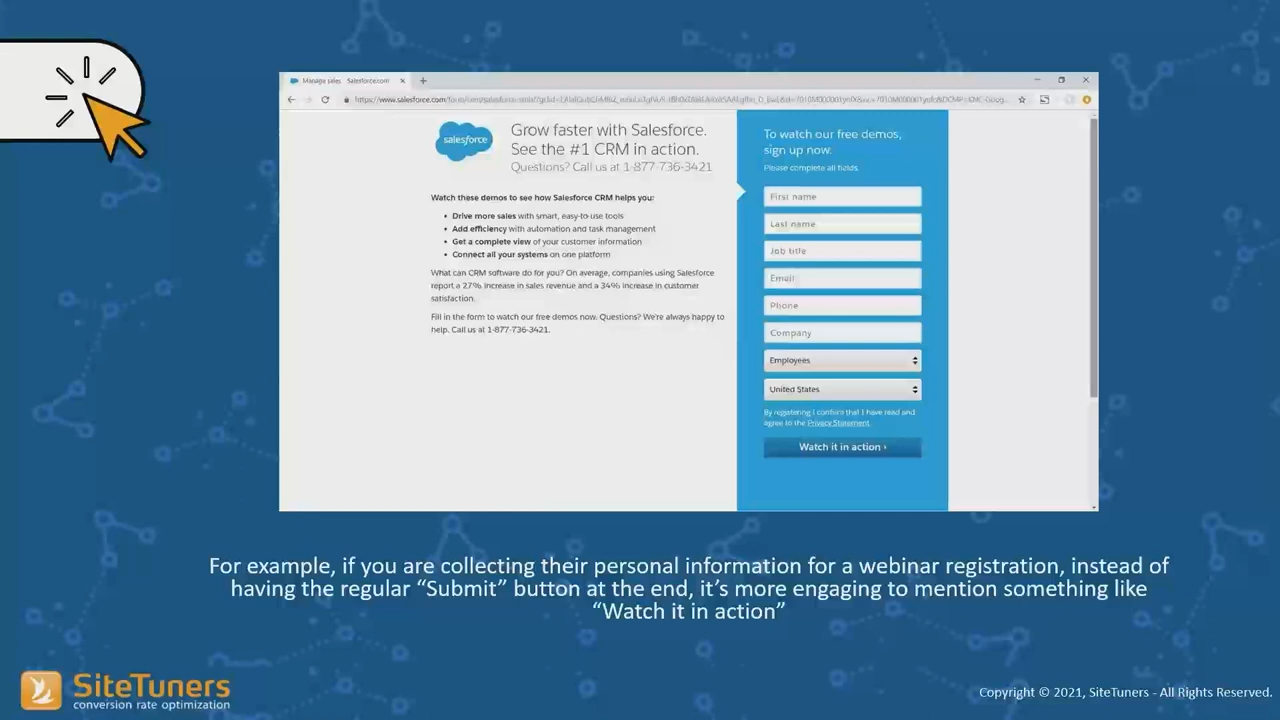 Manage sales Salesforce.com
salesforce
Grow faster with Salesforce.
See the #1 CRM in action.
Questions? Call us at 1-877-736-3421
Watch these demos to see how Salesforce CRM helps you:
• Drive more sales with smart, easy-to-use tools
• Add efficiency with automation and task management
• Get a complete view of your customer information
• Connect all your systems on one platform
What can CRM software do for you? On average, companies using Salesforce
report a 27% increase in sales revenue and a 34% increase in customer
satisfaction.
Fill in the form to watch our free demos now. Questions? We're always happy to
help. Call us at 1-877-736-3421.
To watch our free demos,
sign up now.
Please complete all fields.
First name
Last name
Job title
Email
Phone
Company
Employees
United States
By registering I confirm that I have read and
agree to the Privacy Statement.
Watch it in action ›
For example, if you are collecting their personal information for a webinar registration, instead of
having the regular “Submit” button at the end, it’s more engaging to mention something like
“Watch it in action”
SiteTuners
conversion rate optimization
Copyright © 2021, SiteTuners - All Rights Reserved.